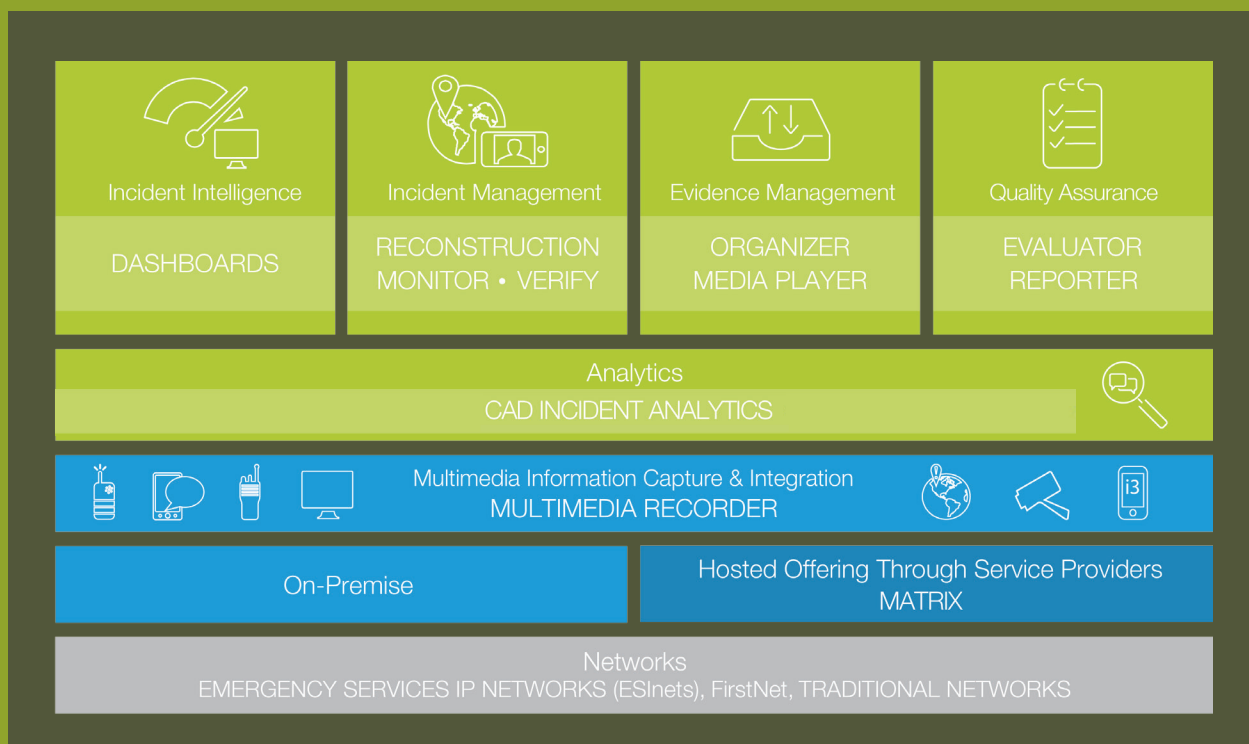 Incident Intelligence
DASHBOARDS
Incident Management
RECONSTRUCTION
MONITOR • VERIFY
Evidence Management
ORGANIZER
MEDIA PLAYER
Quality Assurance
EVALUATOR
REPORTER
Analytics
CAD INCIDENT ANALYTICS
Multimedia Information Capture & Integration
MULTIMEDIA RECORDER
i3
On-Premise
Hosted Offering Through Service Providers
MATRIX
Networks
EMERGENCY SERVICES IP NETWORKS (ESInets), FirstNet, TRADITIONAL NETWORKS